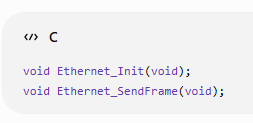 </> C
void Ethernet_Init(void);
void Ethernet_SendFrame(void);